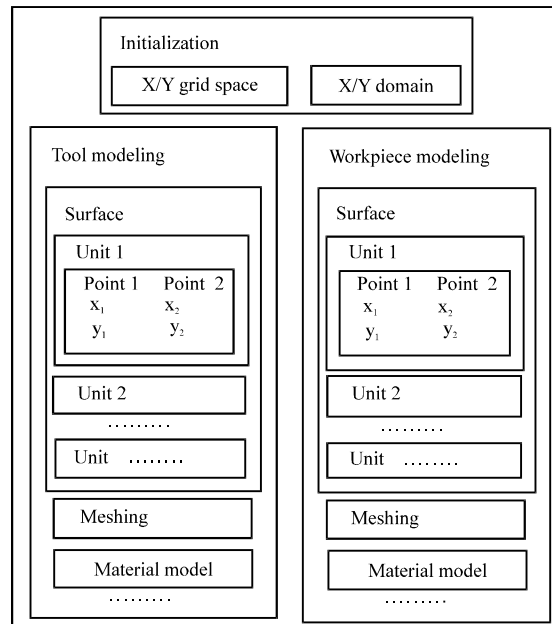 Initialization
X/Y grid space
X/Y domain
Tool modeling
Surface
Unit 1
Point 1 Point 2
x₁ x₂
y₁ y₂
Unit 2
.........
Unit ........
Meshing
Material model
.........
Workpiece modeling
Surface
Unit 1
Point 1 Point 2
x₁ x₂
y₁ y₂
Unit 2
.........
Unit ........
Meshing
Material model
.........